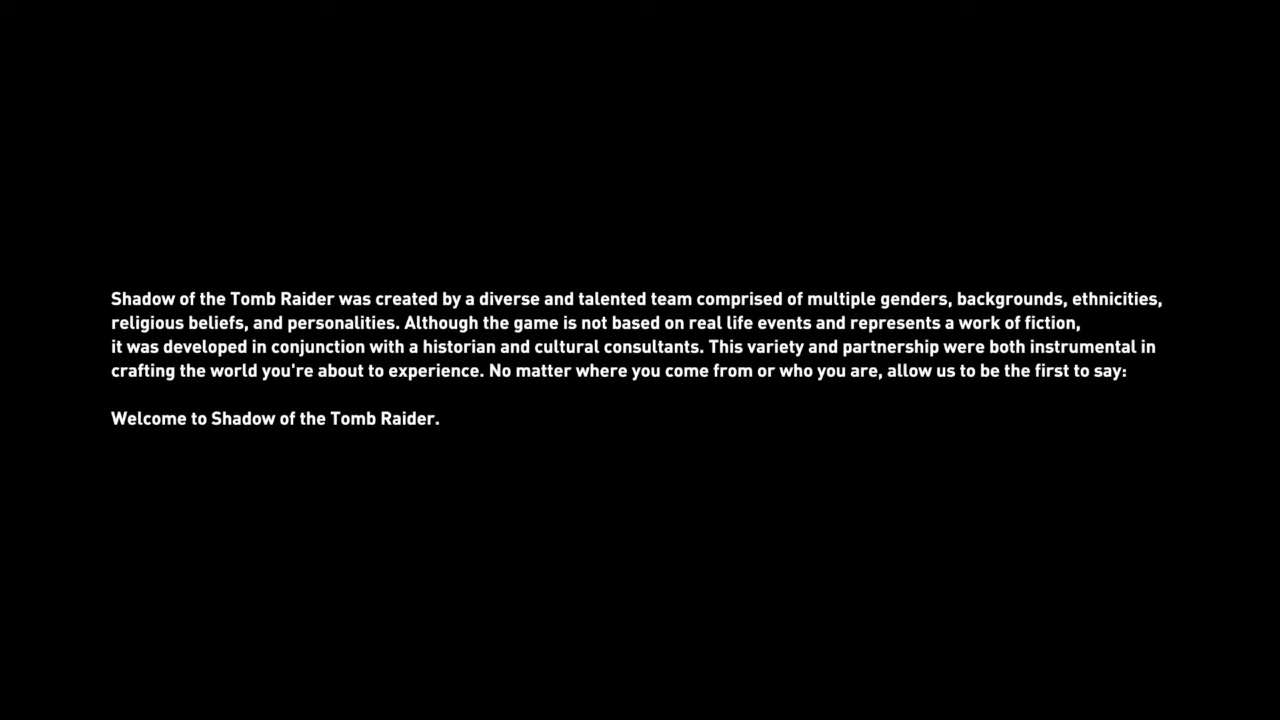 Shadow of the Tomb Raider was created by a diverse and talented team comprised of multiple genders, backgrounds, ethnicities,
religious beliefs, and personalities. Although the game is not based on real life events and represents a work of fiction,
it was developed in conjunction with a historian and cultural consultants. This variety and partnership were both instrumental in
crafting the world you're about to experience. No matter where you come from or who you are, allow us to be the first to say:
Welcome to Shadow of the Tomb Raider.